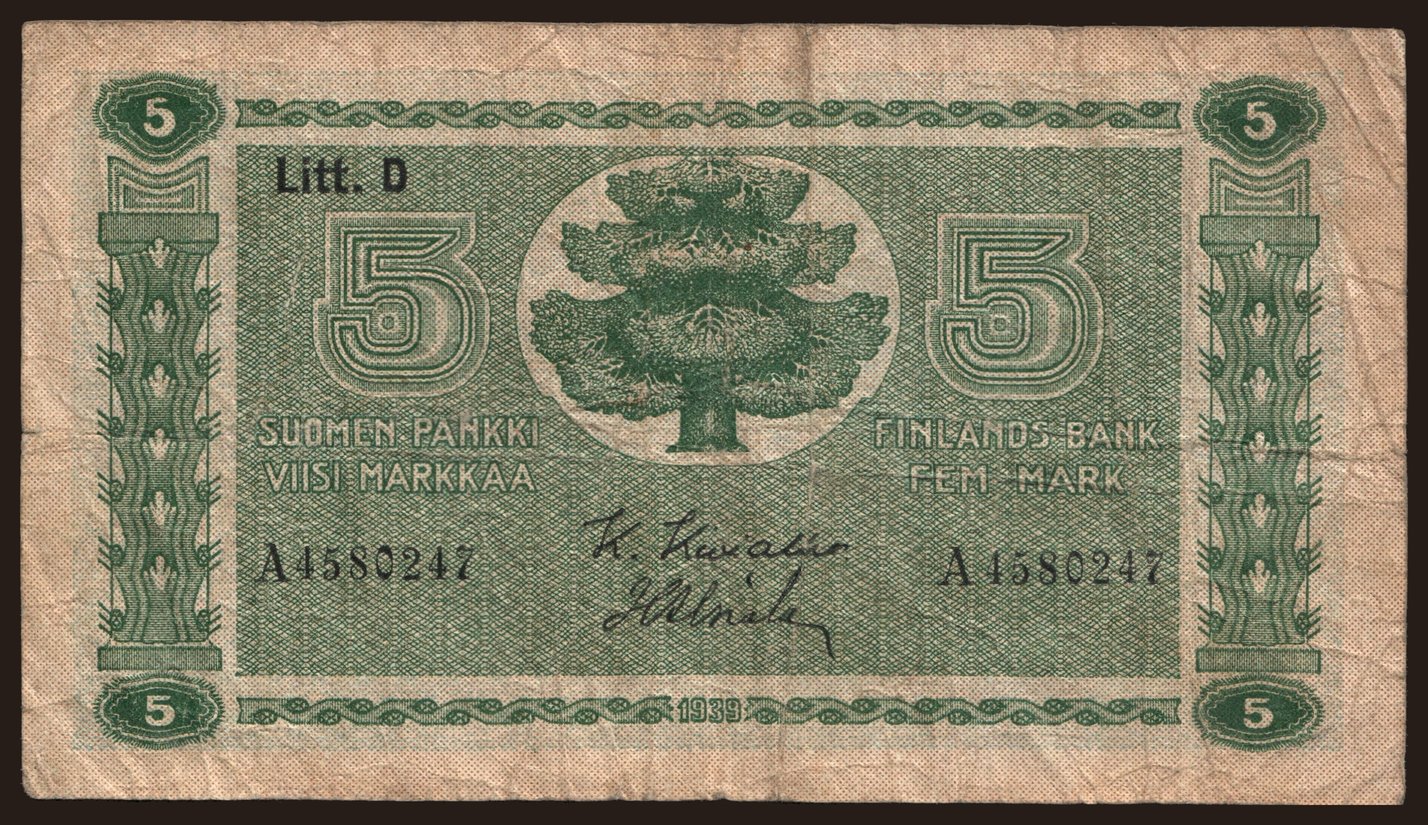 5 5
Litt. D
5 5
SUOMEN PANKKI FINLANDS BANK
VIISI MARKKAA FEM MARK
A4580247 A4580247
K.
5 1939 5